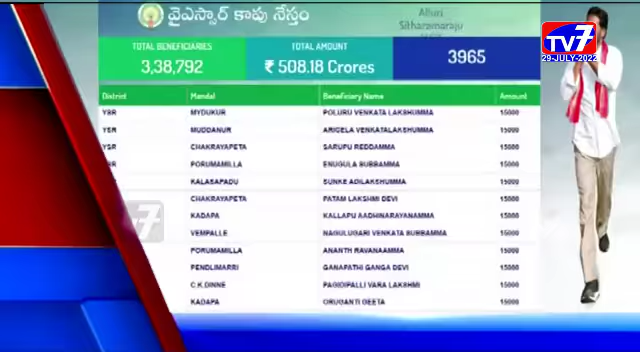 వైఎస్సార్ కాపు నేస్తం
Alluri
Sitharamaraju
TV7
29-JULY-2022
TOTAL BENEFICIARIES
3,38,792
TOTAL AMOUNT
₹ 508.18 Crores
3965
District Mandal Beneficiary Name Amount
YSR MYDUKUR POLURU VENKATA LAKSHUMMA 15000
YSR MUDDANUR ARIGELA VENKATALAKSHUMMA 15000
YSR CHAKRAYAPETA SARUPU REDDAMMA 15000
PORUMAMILLA ENUGULA BUBBAMMA 15000
KALASAPADU SUNKE ADILAKSHUMMA 15000
CHAKRAYAPETA PATAM LAKSHMI DEVI 15000
KADAPA KALLAPU AADHINARAYANAMMA 15000
VEMPALLE NAGULUGARI VENKATA BUBBAMMA 15000
PORUMAMILLA ANANTH RAVANAAMMA 15000
PENDLIMARRI GANAPATHI GANGA DEVI 15000
C.K.DINNE PAGIDIPALLI VARA LAKSHMI 15000
KADAPA ORUGANTI GEETA 15000
7